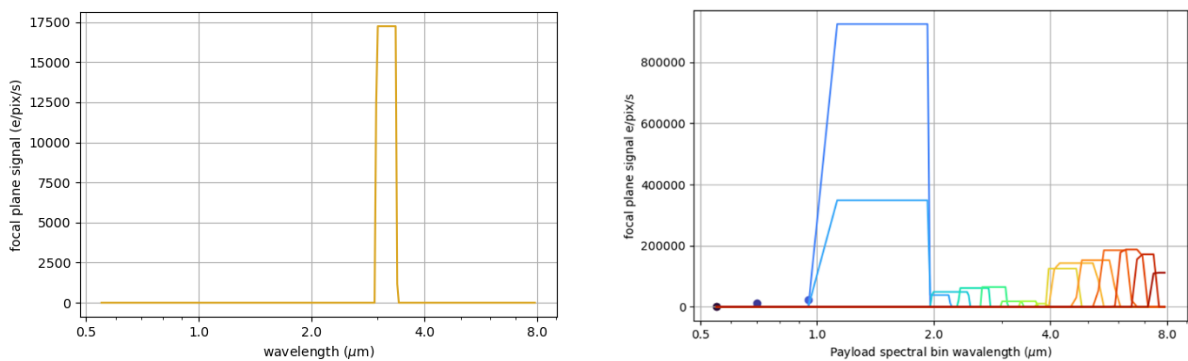 17500
15000
12500
10000
7500
5000
2500
0
focal plane signal (e/pix/s)
0.5 1.0 2.0 4.0 8.0
wavelength (μm)
800000
600000
400000
200000
0
focal plane signal e/pix/s
0.5 1.0 2.0 4.0 8.0
Payload spectral bin wavelength (μm)